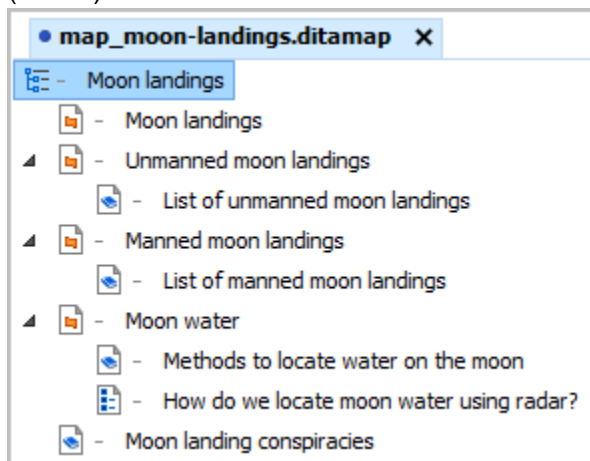 map_moon-landings.ditamap
– Moon landings
– Moon landings
– Unmanned moon landings
– List of unmanned moon landings
– Manned moon landings
– List of manned moon landings
– Moon water
– Methods to locate water on the moon
– How do we locate moon water using radar?
– Moon landing conspiracies